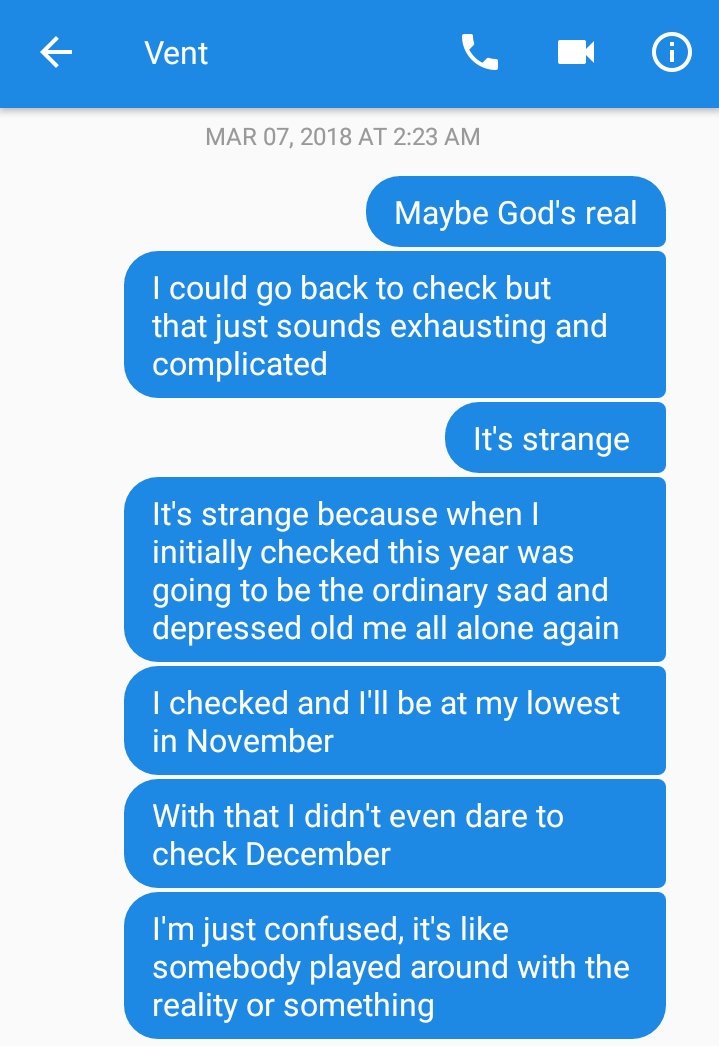 Vent
MAR 07, 2018 AT 2:23 AM
Maybe God's real
I could go back to check but
that just sounds exhausting and
complicated
It's strange
It's strange because when I
initially checked this year was
going to be the ordinary sad and
depressed old me all alone again
I checked and I'll be at my lowest
in November
With that I didn't even dare to
check December
I'm just confused, it's like
somebody played around with the
reality or something